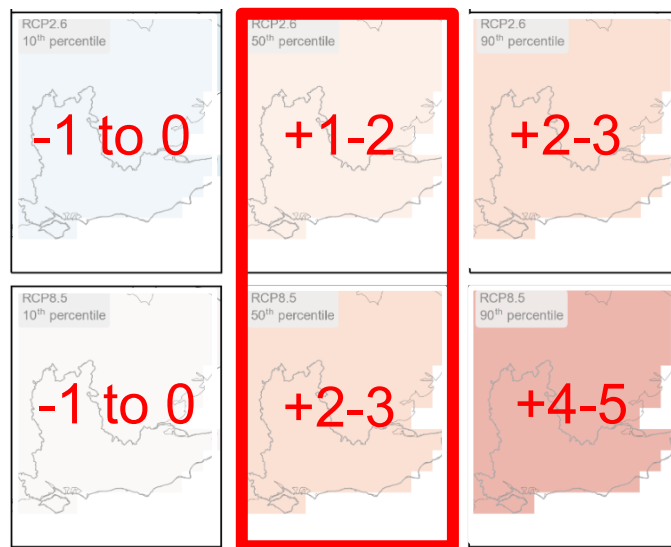 RCP2.6
10th percentile
-1 to 0
RCP2.6
50th percentile
+1-2
RCP2.6
90th percentile
+2-3
RCP8.5
10th percentile
-1 to 0
RCP8.5
50th percentile
+2-3
RCP8.5
90th percentile
+4-5